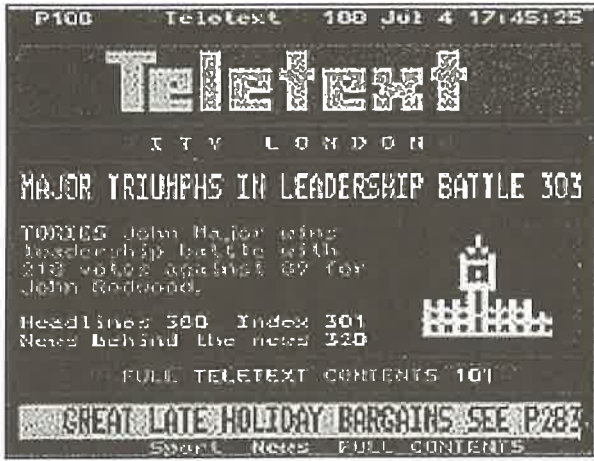 P100 Teletext 100 Jul 4 17:45:25
Teletext
ITV LONDON
MAJOR TRIUMPHS IN LEADERSHIP BATTLE 303
TORIES John Major wins
leadership battle with
218 votes against 89 for
John Redwood.
Headlines 300 Index 301
News behind the news 320
FULL TELETEXT CONTENTS 101
GREAT LATE HOLIDAY BARGAINS SEE P283
Sport News FULL CONTENTS